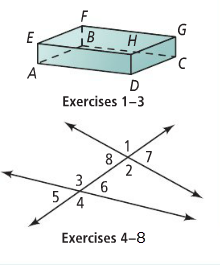 F
E B H G
A C
D
Exercises 1–3
1
8 7
2
3
6
5 4
Exercises 4–8